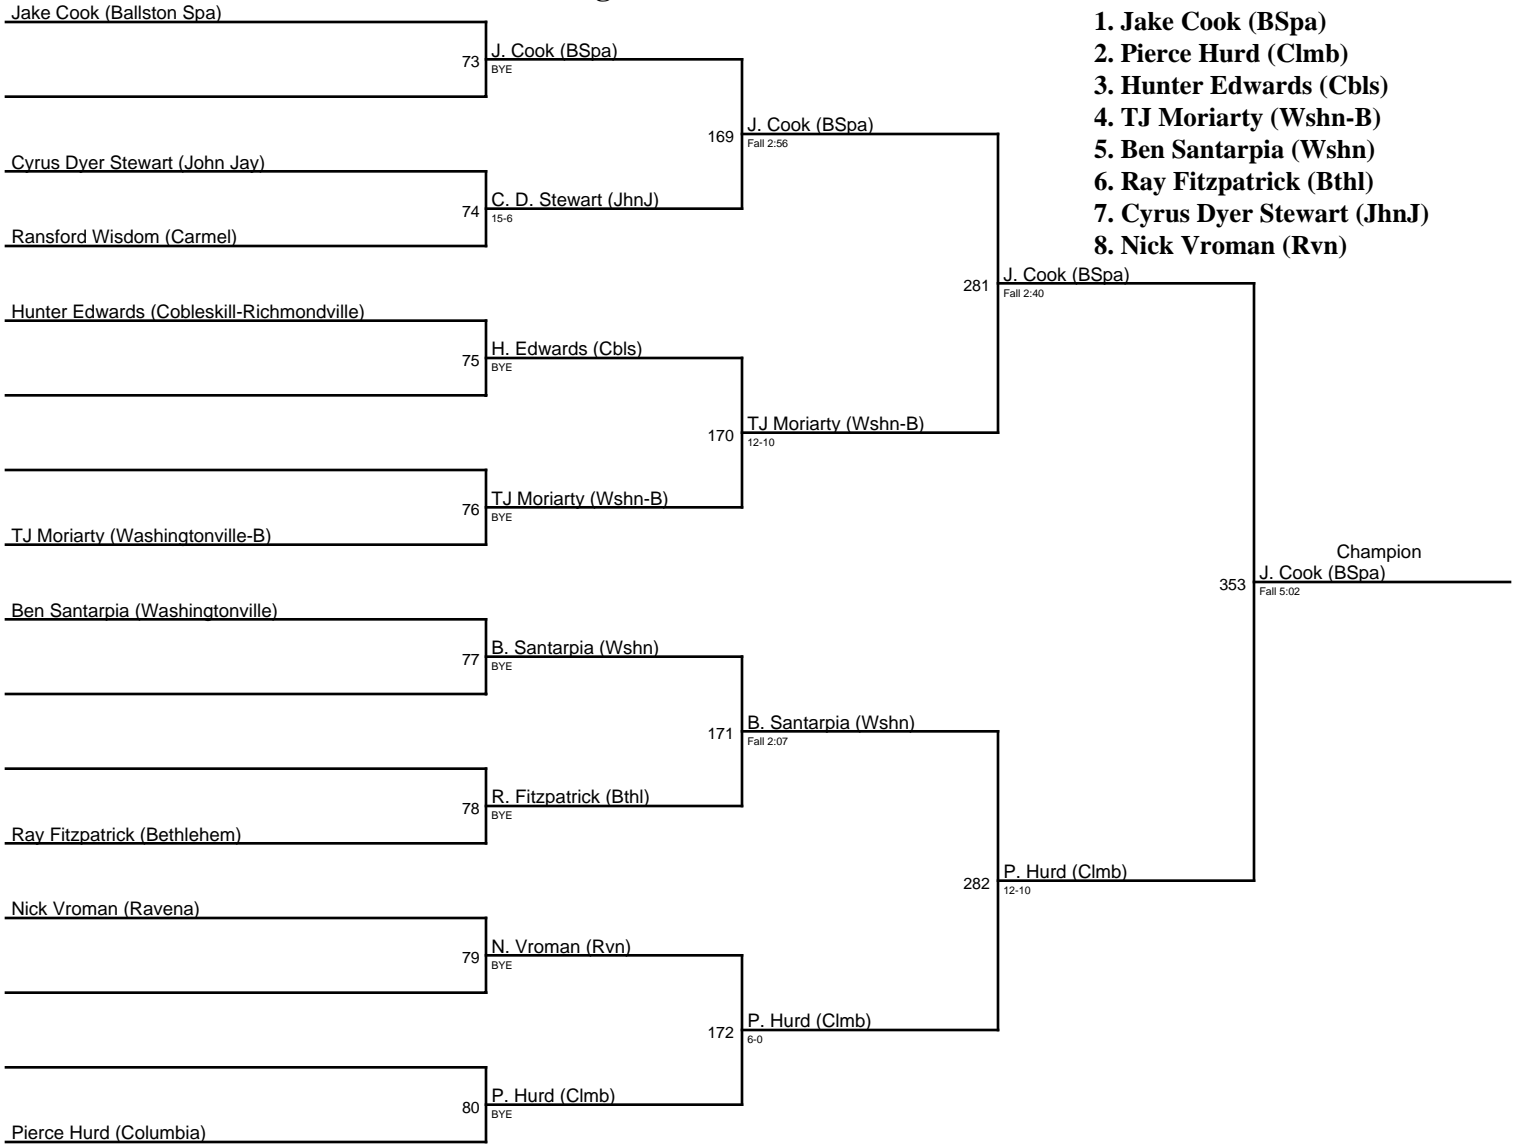 Jake Cook (Ballston Spa)
73
J. Cook (BSpa)
BYE
Cyrus Dyer Stewart (John Jay)
74
C. D. Stewart (JhnJ)
15-6
Ransford Wisdom (Carmel)
169
J. Cook (BSpa)
Fall 2:56
Hunter Edwards (Cobleskill-Richmondville)
75
H. Edwards (Cbls)
BYE
76
TJ Moriarty (Wshn-B)
BYE
TJ Moriarty (Washingtonville-B)
170
TJ Moriarty (Wshn-B)
12-10
281
J. Cook (BSpa)
Fall 2:40
Ben Santarpia (Washingtonville)
77
B. Santarpia (Wshn)
BYE
78
R. Fitzpatrick (Bthl)
BYE
Ray Fitzpatrick (Bethlehem)
171
B. Santarpia (Wshn)
Fall 2:07
Nick Vroman (Ravena)
79
N. Vroman (Rvn)
BYE
80
P. Hurd (Clmb)
BYE
Pierce Hurd (Columbia)
172
P. Hurd (Clmb)
6-0
282
P. Hurd (Clmb)
12-10
353
Champion
J. Cook (BSpa)
Fall 5:02
1. Jake Cook (BSpa)
2. Pierce Hurd (Clmb)
3. Hunter Edwards (Cbls)
4. TJ Moriarty (Wshn-B)
5. Ben Santarpia (Wshn)
6. Ray Fitzpatrick (Bthl)
7. Cyrus Dyer Stewart (JhnJ)
8. Nick Vroman (Rvn)